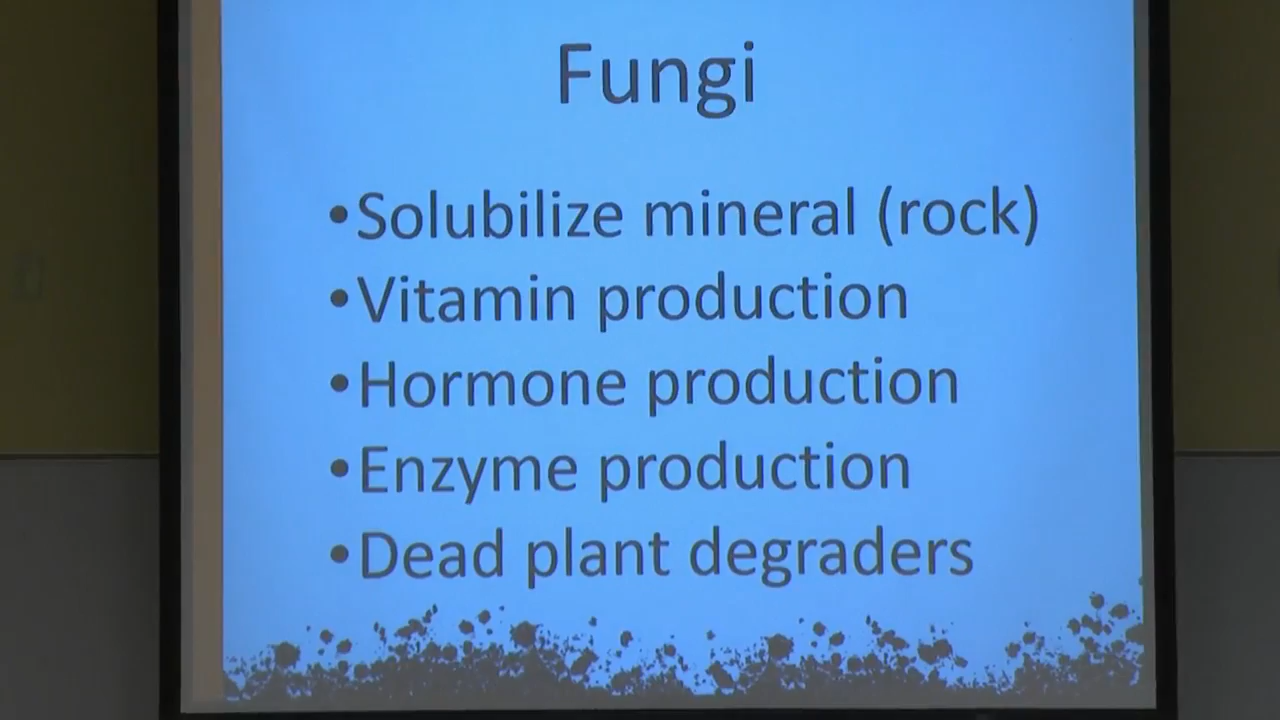 Fungi
•Solubilize mineral (rock)
•Vitamin production
•Hormone production
•Enzyme production
•Dead plant degraders